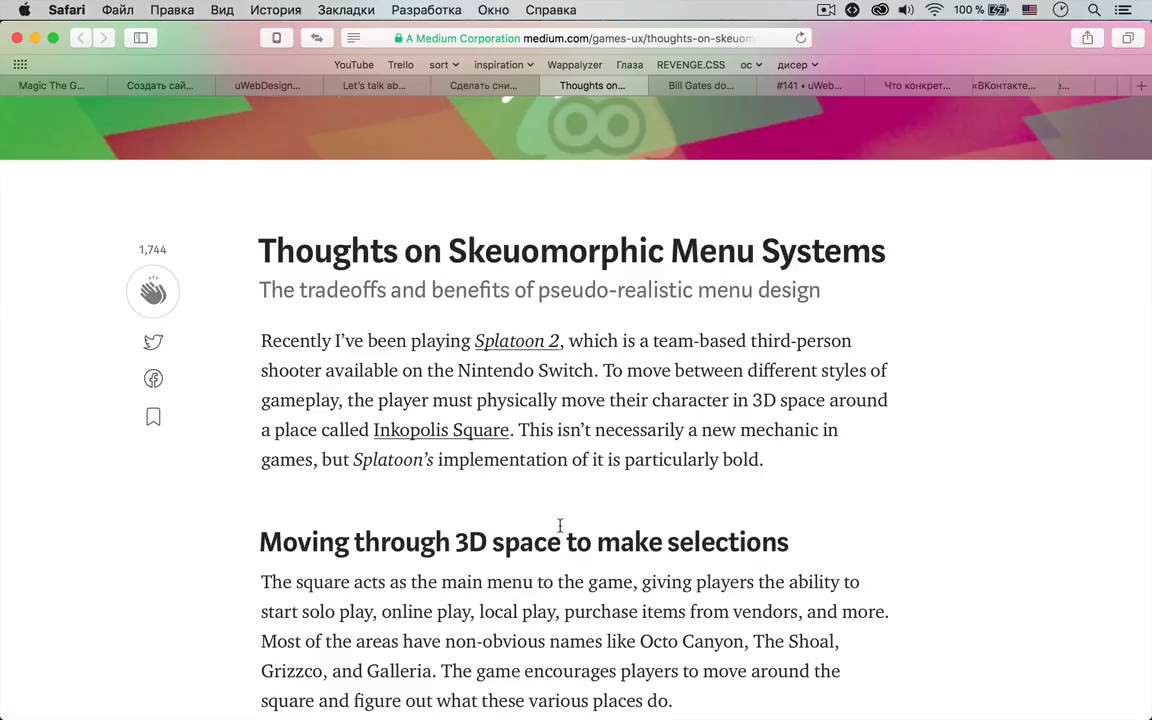 Safari Файл Правка Вид История Закладки Разработка Окно Справка 100 %
A Medium Corporation medium.com/games-ux/thoughts-on-skeuom
YouTube Trello sort inspiration Wappalyzer Глаза REVENGE.CSS ос дисер
Magic The G... Создать сай... uWebDesign... Let's talk ab... Сделать сни... Thoughts on... Bill Gates do... #141 • uWeb... Что конкрет... «ВКонтакте... э...
1,744
Thoughts on Skeuomorphic Menu Systems
The tradeoffs and benefits of pseudo-realistic menu design
Recently I've been playing Splatoon 2, which is a team-based third-person
shooter available on the Nintendo Switch. To move between different styles of
gameplay, the player must physically move their character in 3D space around
a place called Inkopolis Square. This isn't necessarily a new mechanic in
games, but Splatoon's implementation of it is particularly bold.
Moving through 3D space to make selections
The square acts as the main menu to the game, giving players the ability to
start solo play, online play, local play, purchase items from vendors, and more.
Most of the areas have non-obvious names like Octo Canyon, The Shoal,
Grizzco, and Galleria. The game encourages players to move around the
square and figure out what these various places do.